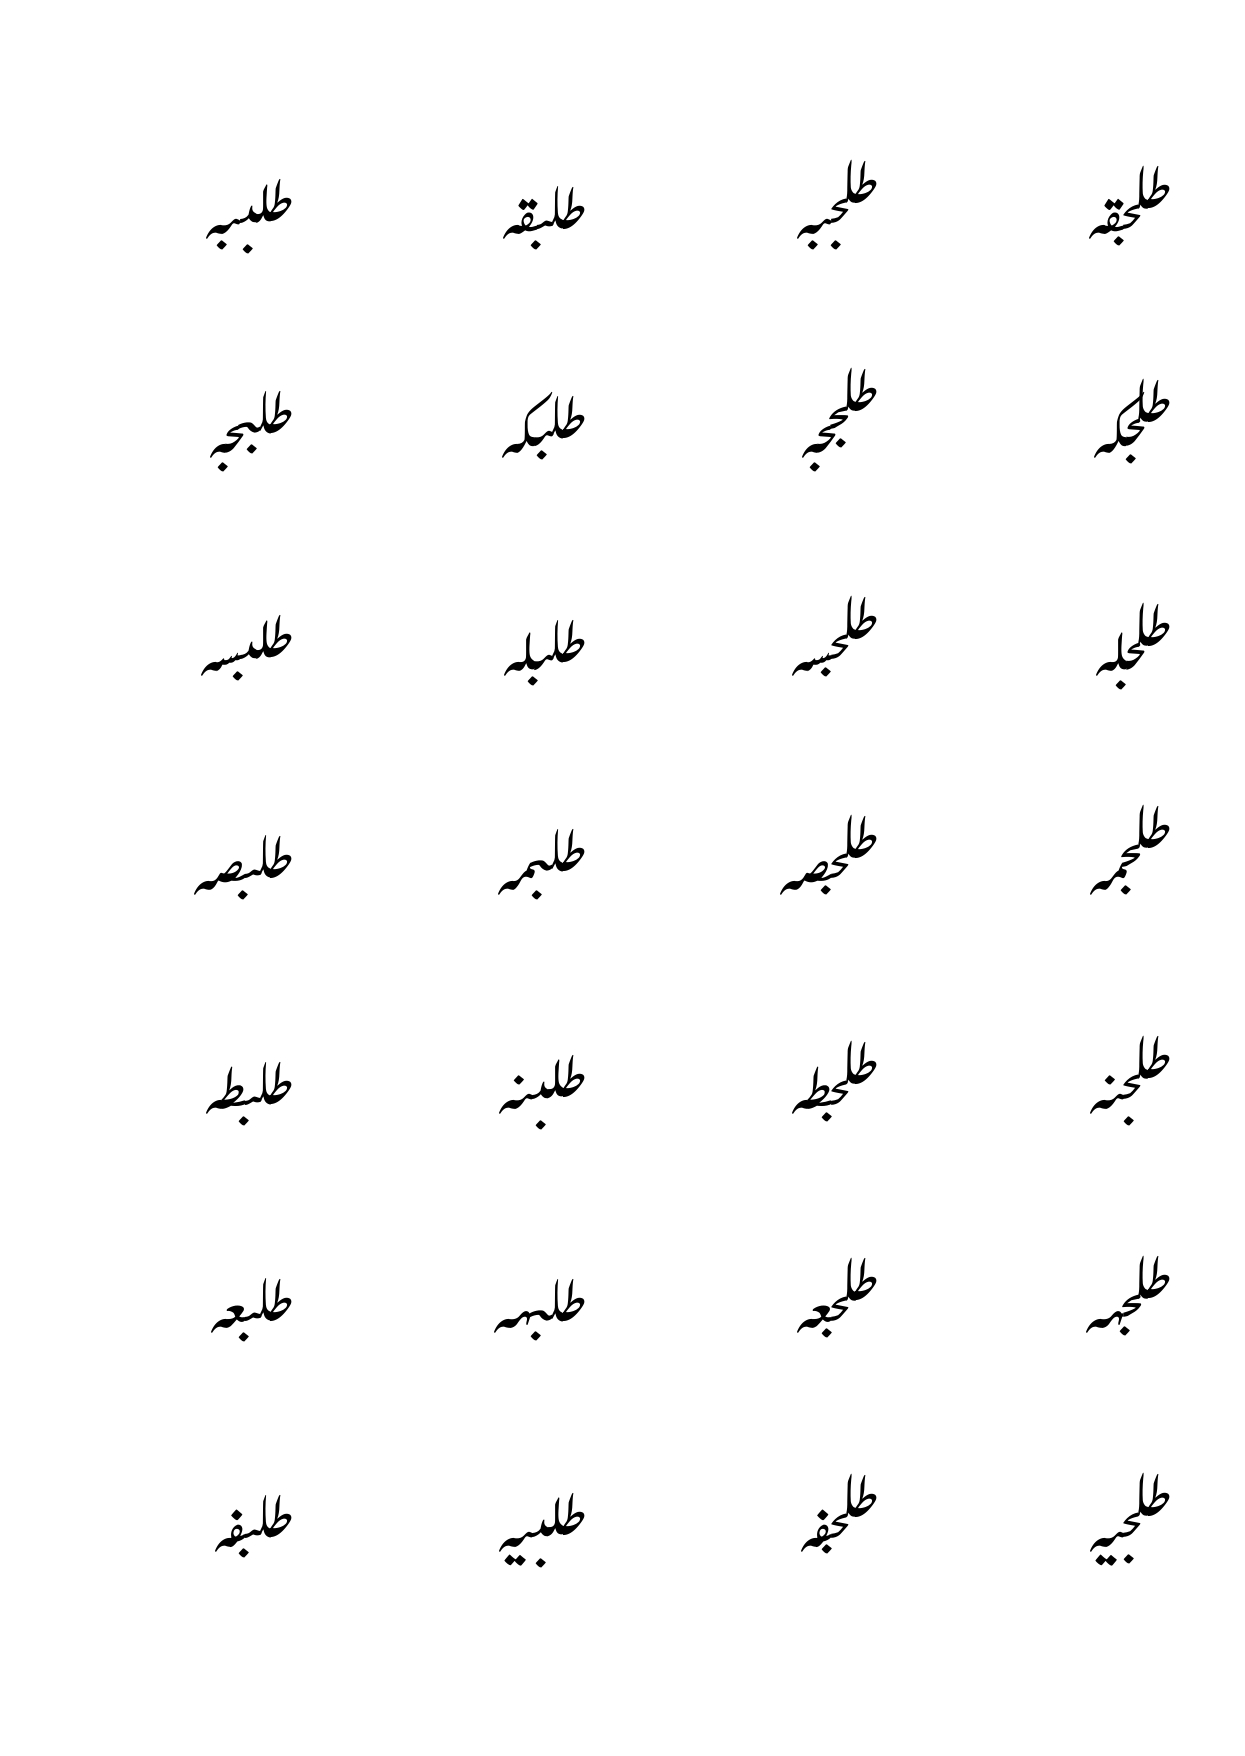 طلجقه طلجبه طلبقه طلببه
طلجکه طلججه طلبکه طلبجه
طلجله طلجسه طلبله طلبسه
طلجمه طلجصه طلبمه طلبصه
طلجنه طلجطه طلبنه طلبطه
طلجهه طلجعه طلبهه طلبعه
طلجیه طلجفه طلبیه طلبفه